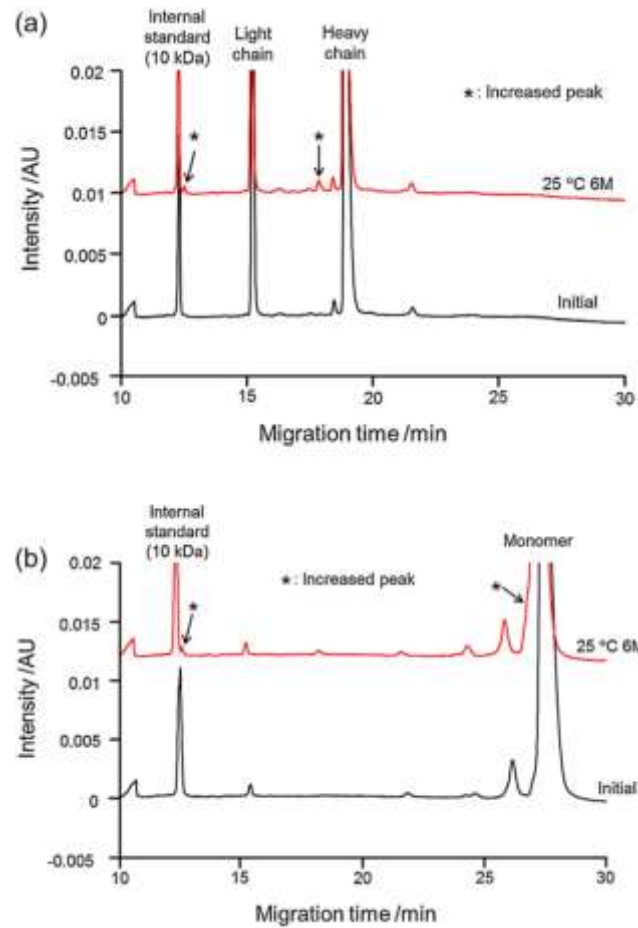 (a)
Internal
standard
(10 kDa)
Light
chain
Heavy
chain
0.02
0.015
0.01
0.005
0
-0.005
Intensity /AU
*: Increased peak
*
*
25 °C 6M
Initial
10
15
20
25
30
Migration time /min
(b)
Internal
standard
(10 kDa)
Monomer
0.02
0.015
0.01
0.005
0
-0.005
Intensity /AU
*: Increased peak
*
*
25 °C 6M
Initial
10
15
20
25
30
Migration time /min